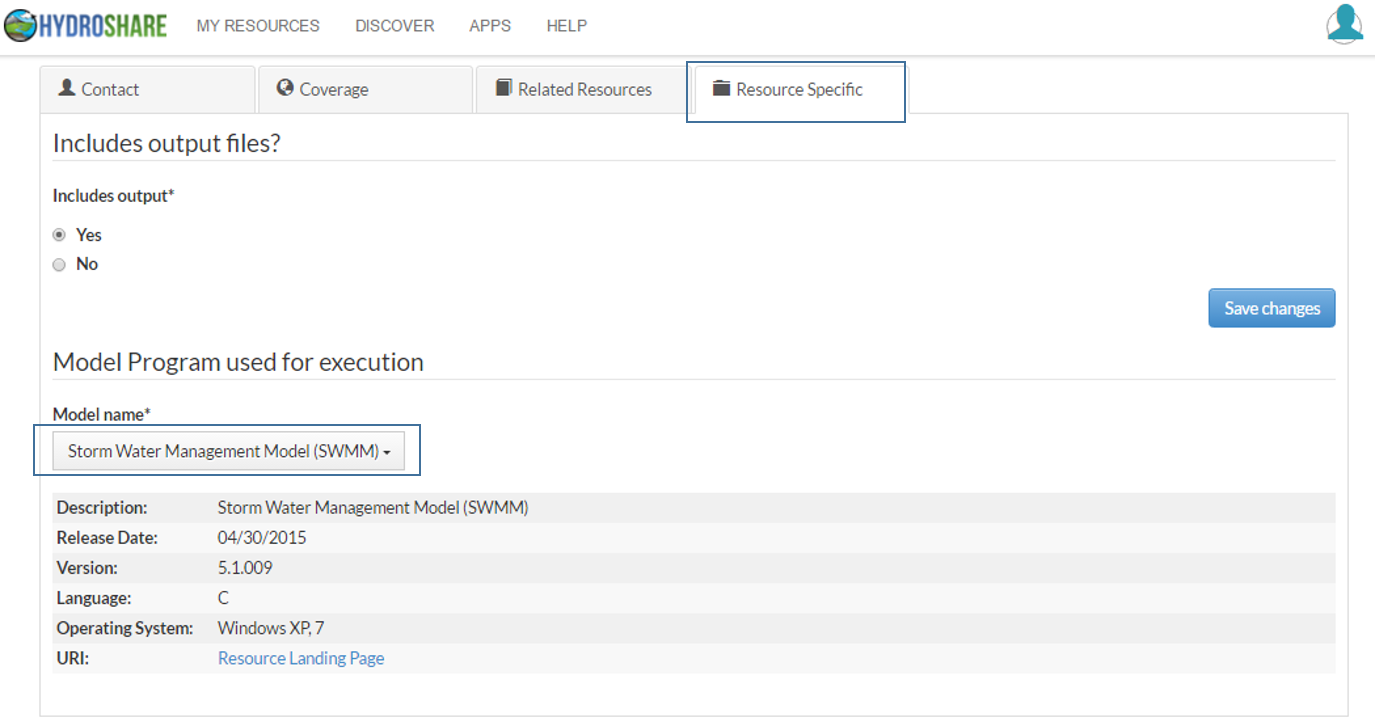 HYDROSHARE MY RESOURCES DISCOVER APPS HELP
Contact Coverage Related Resources Resource Specific
Includes output files?
Includes output*
Yes
No
Save changes
Model Program used for execution
Model name*
Storm Water Management Model (SWMM)
Description: Storm Water Management Model (SWMM)
Release Date: 04/30/2015
Version: 5.1.009
Language: C
Operating System: Windows XP, 7
URI: Resource Landing Page